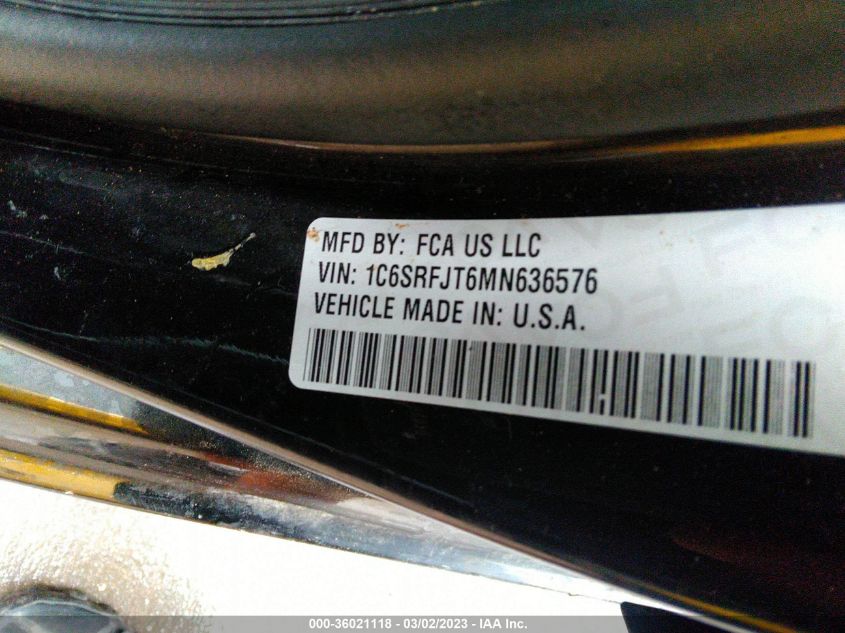 MFD BY: FCA US LLC
VIN: 1C6SRFJT6MN636576
VEHICLE MADE IN: U.S.A.
000-36021118 - 03/02/2023 - IAA Inc.